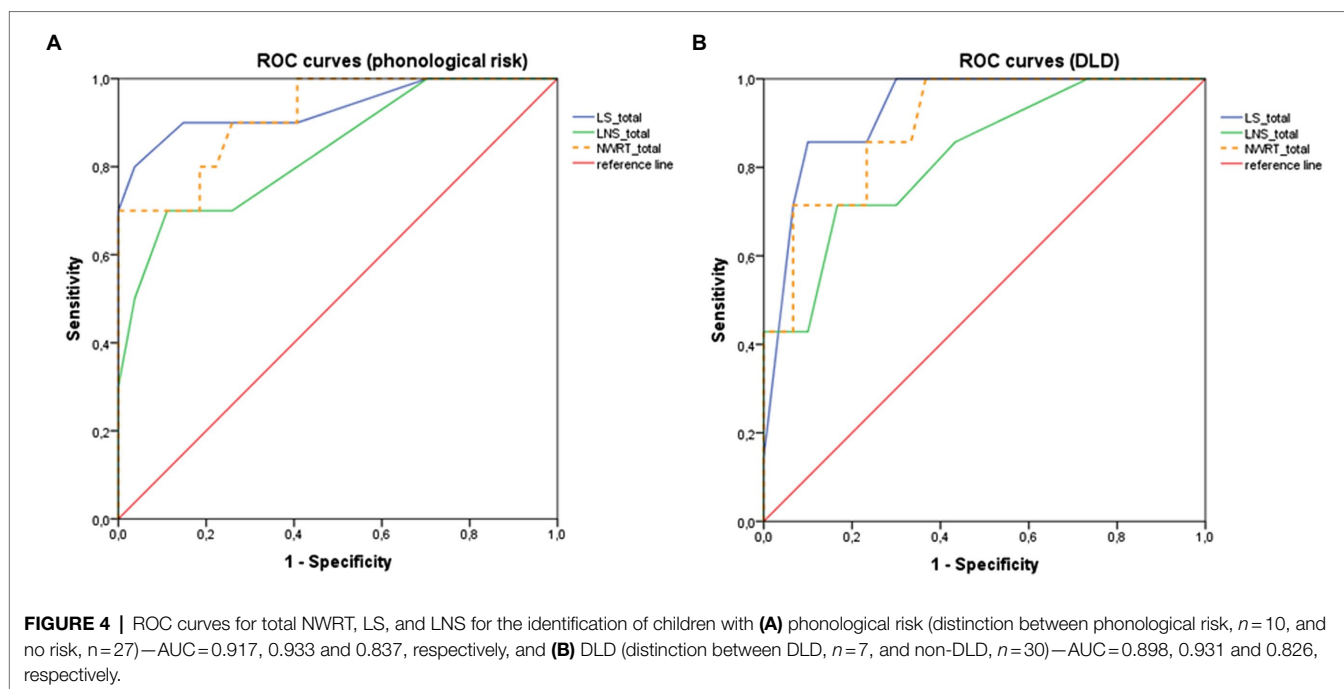 A
ROC curves (phonological risk)
1,0
0,8
0,6
0,4
0,2
0,0
0,0 0,2 0,4 0,6 0,8 1,0
Sensitivity
1 - Specificity
LS_total
LNS_total
NWRT_total
reference line
B
ROC curves (DLD)
1,0
0,8
0,6
0,4
0,2
0,0
0,0 0,2 0,4 0,6 0,8 1,0
Sensitivity
1 - Specificity
LS_total
LNS_total
NWRT_total
reference line
FIGURE 4 | ROC curves for total NWRT, LS, and LNS for the identification of children with (A) phonological risk (distinction between phonological risk, n=10, and
no risk, n=27)—AUC=0.917, 0.933 and 0.837, respectively, and (B) DLD (distinction between DLD, n=7, and non-DLD, n=30)—AUC=0.898, 0.931 and 0.826,
respectively.